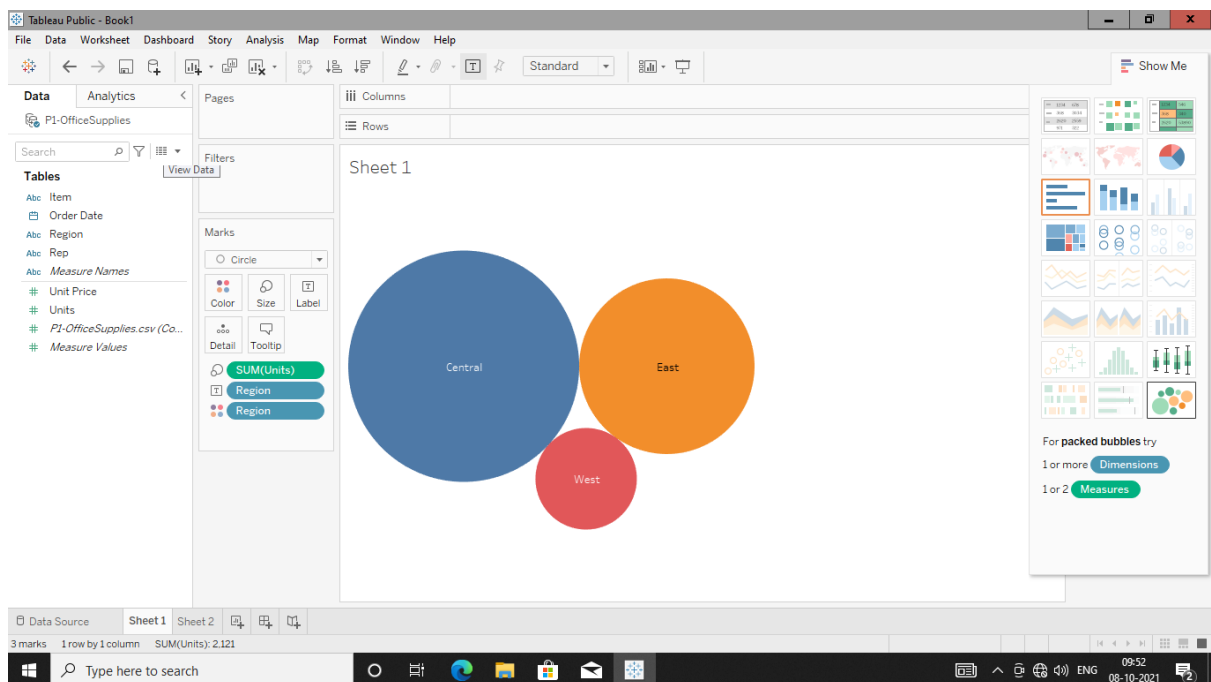 Tableau Public - Book1
File Data Worksheet Dashboard Story Analysis Map Format Window Help
Standard
Show Me
Data Analytics
P1-OfficeSupplies
Search
View Data
Tables
Abc Item
Order Date
Abc Region
Abc Rep
Abc Measure Names
# Unit Price
# Units
# P1-OfficeSupplies.csv (Co...
# Measure Values
Pages
Filters
Marks
Circle
Color Size Label
Detail Tooltip
SUM(Units)
T Region
Region
Columns
Rows
Sheet 1
Central
East
West
For packed bubbles try
1 or more Dimensions
1 or 2 Measures
Data Source Sheet 1 Sheet 2
3 marks 1 row by 1 column SUM(Units): 2,121
Type here to search
ENG
09:52
08-10-2021
2